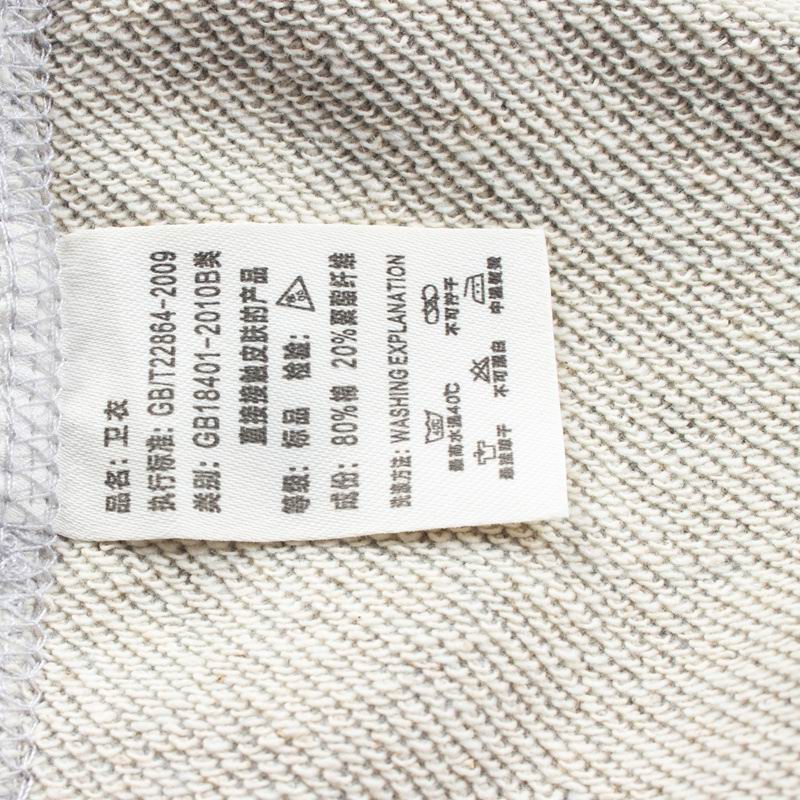 品名：卫衣
执行标准：GB/T22864-2009
类别：GB18401-2010B类
直接接触皮肤的产品
等级：标品 检验：
成份：80%棉 20%聚酯纤维
洗涤方法：WASHING EXPLANATION
最高水温40℃ 不可拧干
悬挂晾干 不可漂白 中温熨烫